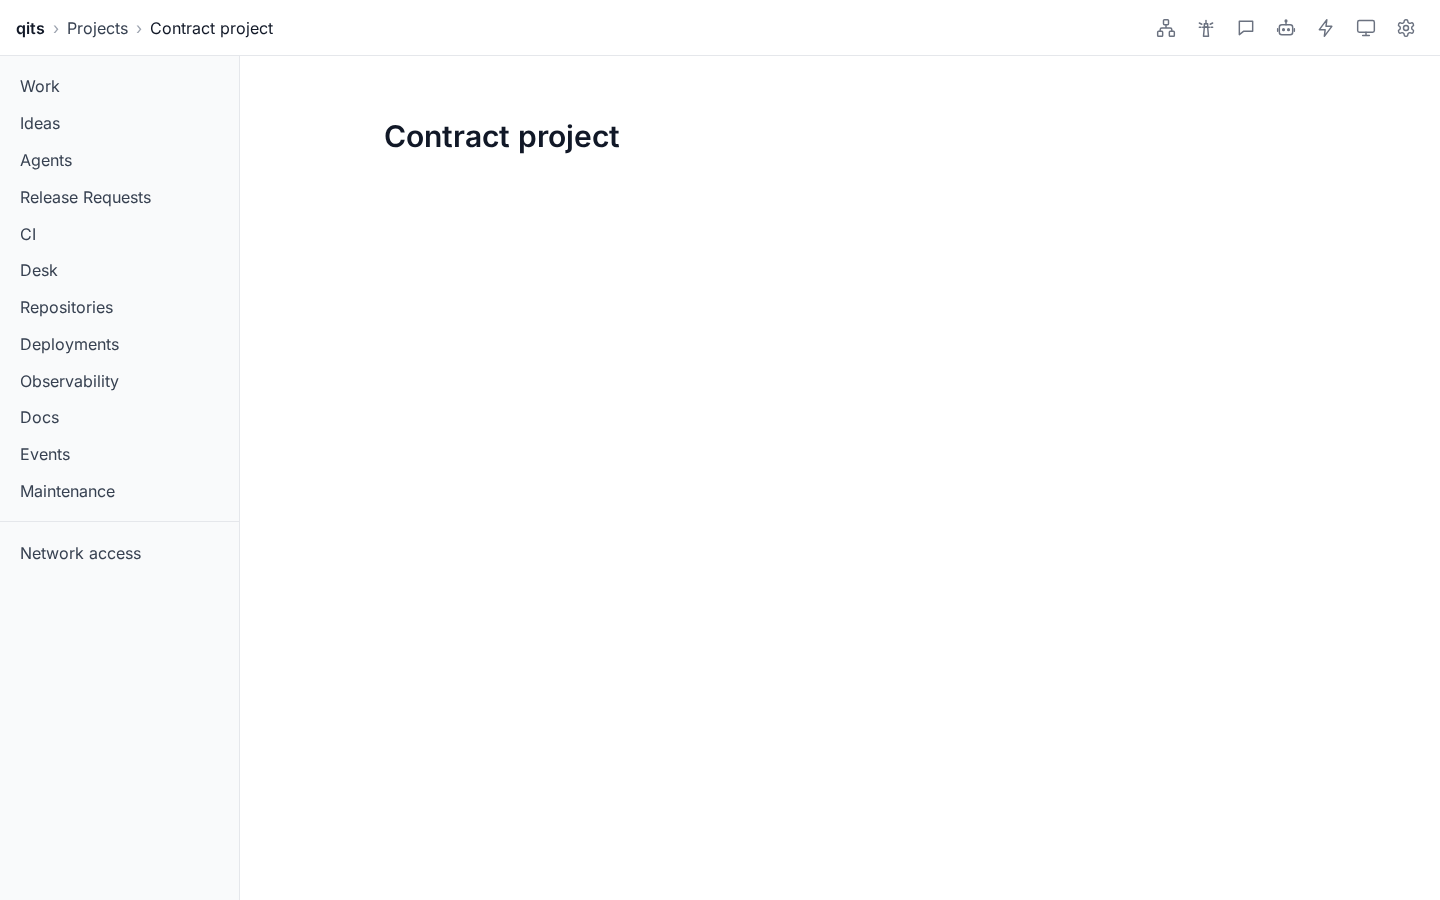 qits › Projects › Contract project
Work
Ideas
Agents
Release Requests
CI
Desk
Repositories
Deployments
Observability
Docs
Events
Maintenance
Network access
Contract project